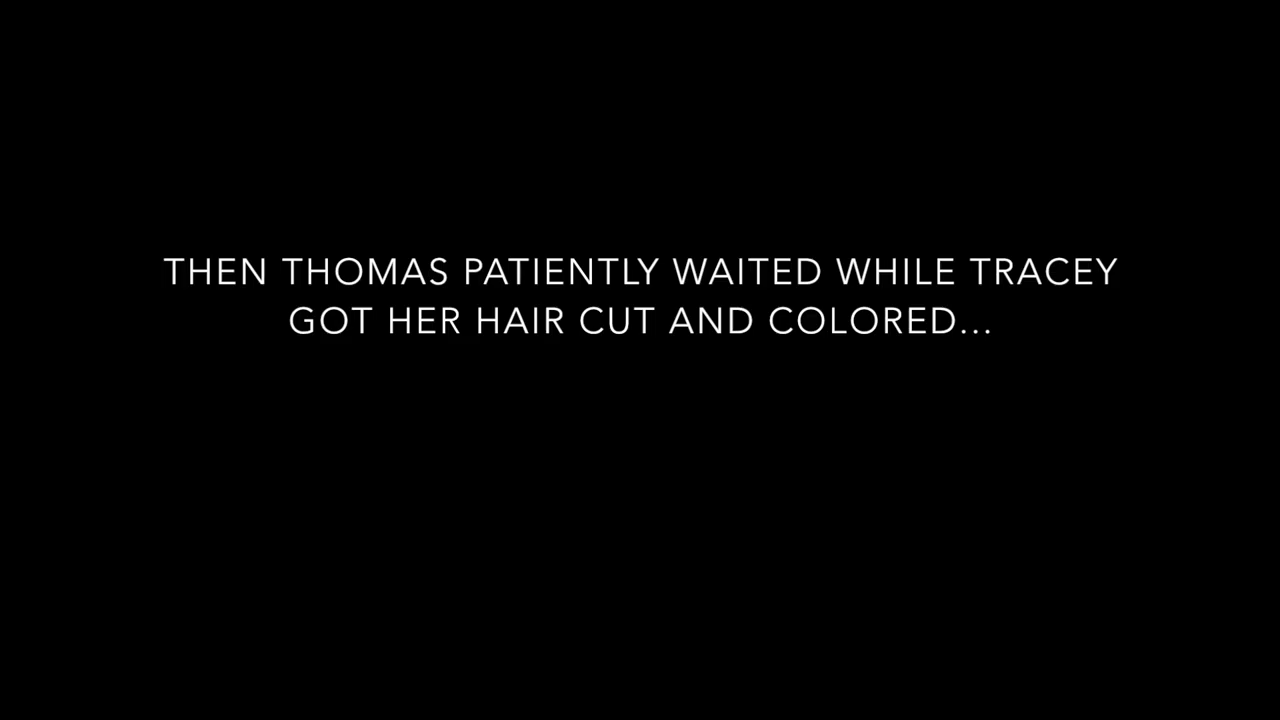 THEN THOMAS PATIENTLY WAITED WHILE TRACEY
GOT HER HAIR CUT AND COLORED...